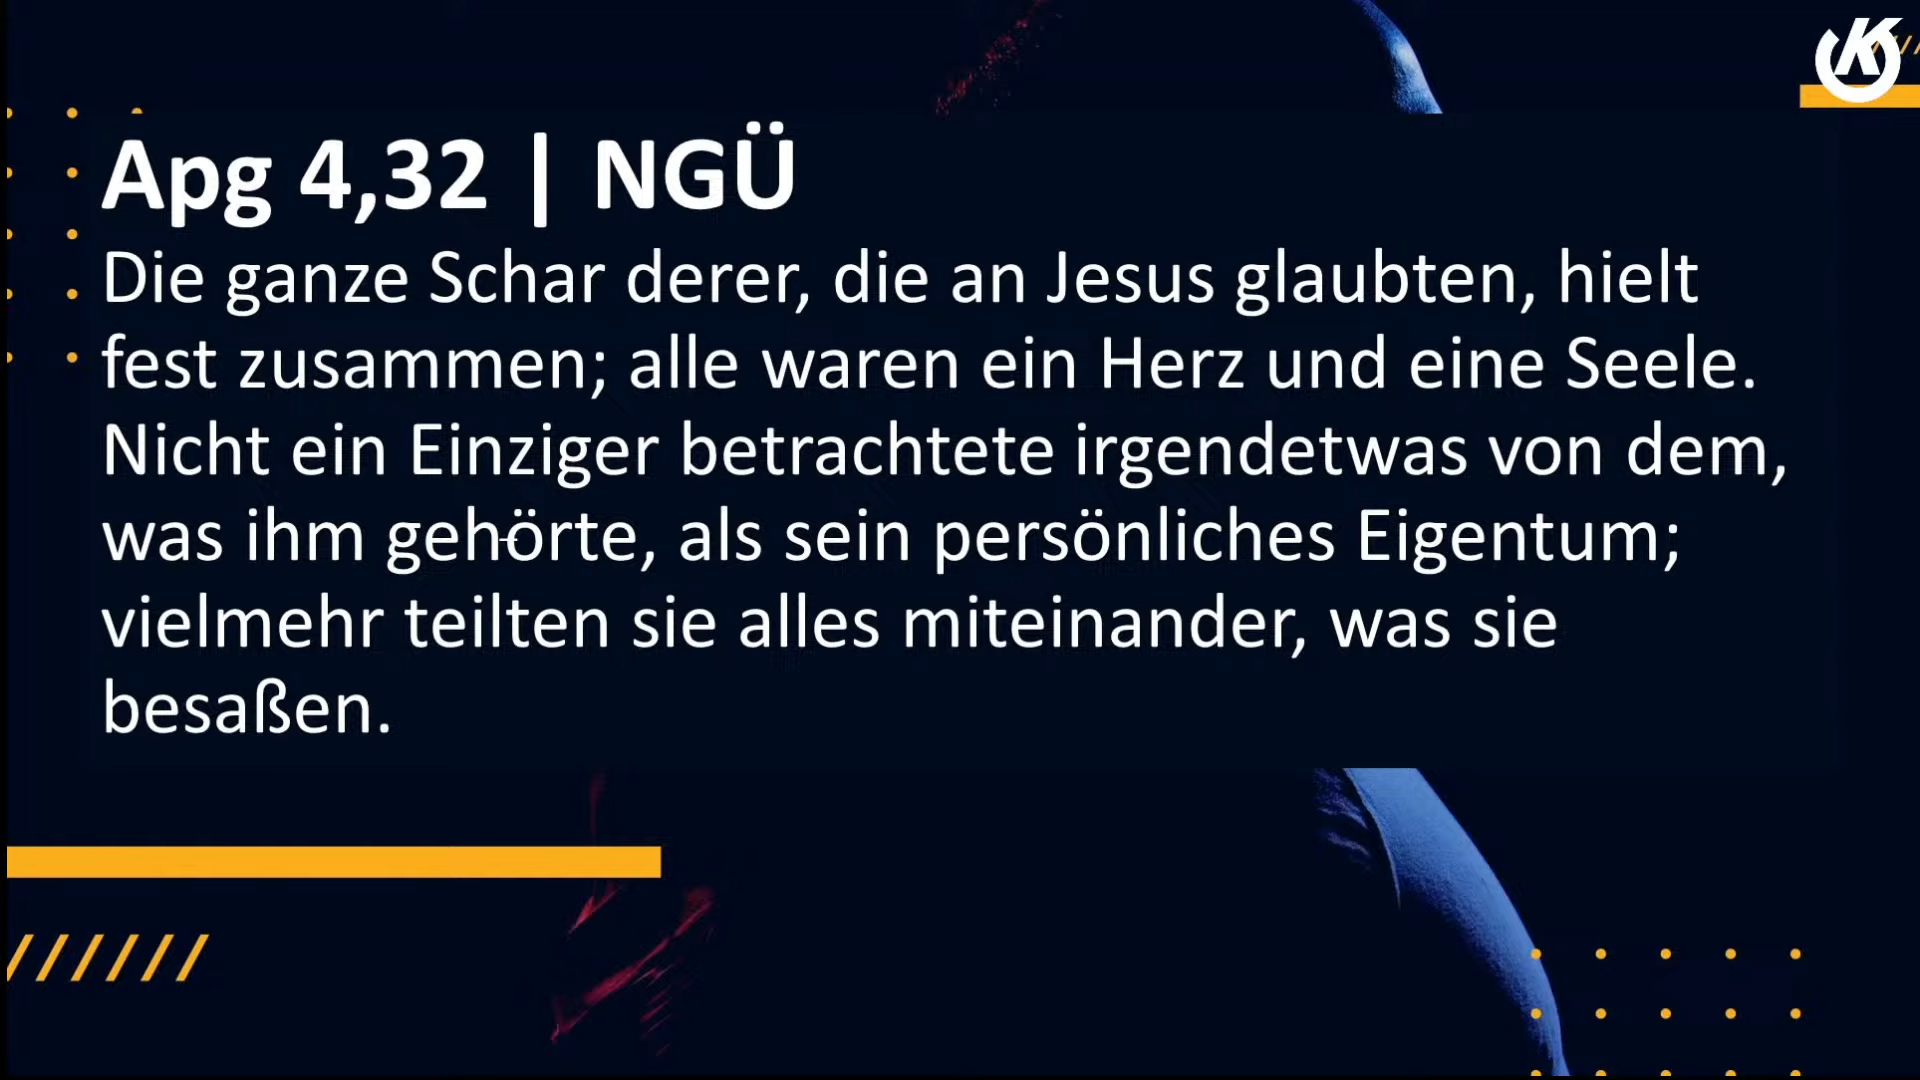 Apg 4,32 | NGÜ
Die ganze Schar derer, die an Jesus glaubten, hielt
fest zusammen; alle waren ein Herz und eine Seele.
Nicht ein Einziger betrachtete irgendetwas von dem,
was ihm gehörte, als sein persönliches Eigentum;
vielmehr teilten sie alles miteinander, was sie
besaßen.
K